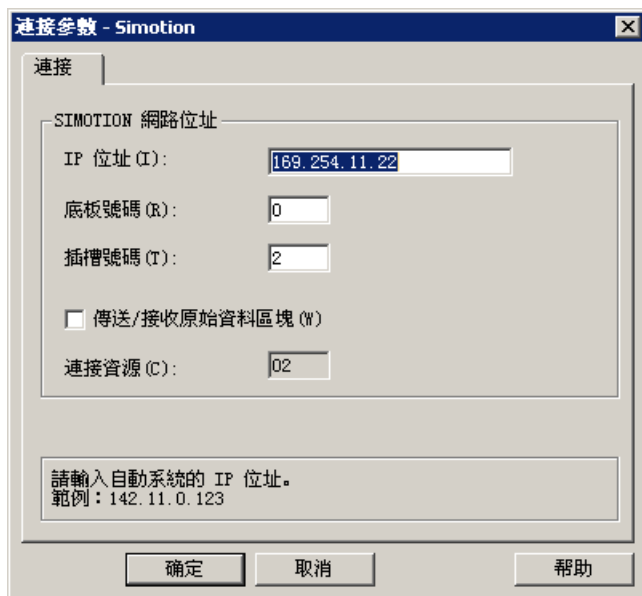 連接參數 - Simotion
連接
SIMOTION 網路位址
IP 位址(I):
169.254.11.22
底板號碼(R):
0
插槽號碼(T):
2
傳送/接收原始資料區塊(W)
連接資源(C):
02
請輸入自動系統的 IP 位址。
範例：142.11.0.123
确定
取消
帮助